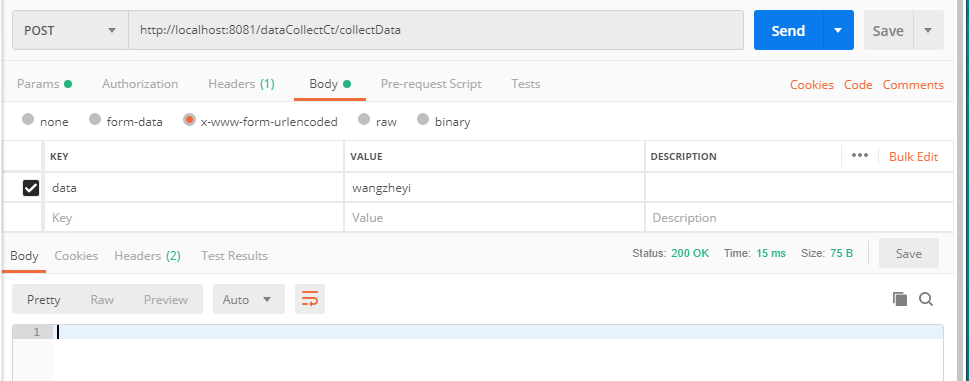 POST http://localhost:8081/dataCollectCt/collectData Send Save
Params Authorization Headers (1) Body Pre-request Script Tests Cookies Code Comments
none form-data x-www-form-urlencoded raw binary
KEY VALUE DESCRIPTION ••• Bulk Edit
data wangzheyi
Key Value Description
Body Cookies Headers (2) Test Results Status: 200 OK Time: 15 ms Size: 75 B Save
Pretty Raw Preview Auto
1